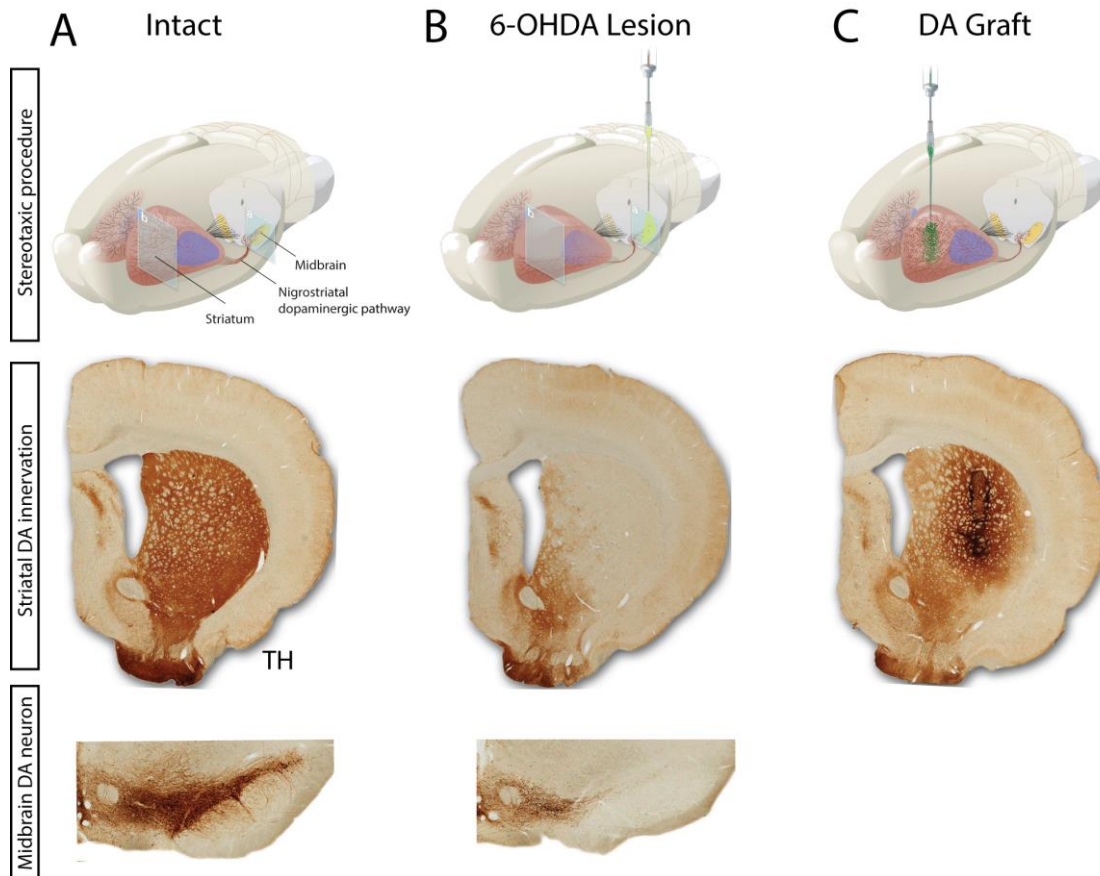 A Intact
B 6-OHDA Lesion
C DA Graft
Stereotaxic procedure
b
a
Midbrain
Nigrostriatal
dopaminergic pathway
Striatum
b
a
Striatal DA innervation
TH
Midbrain DA neuron